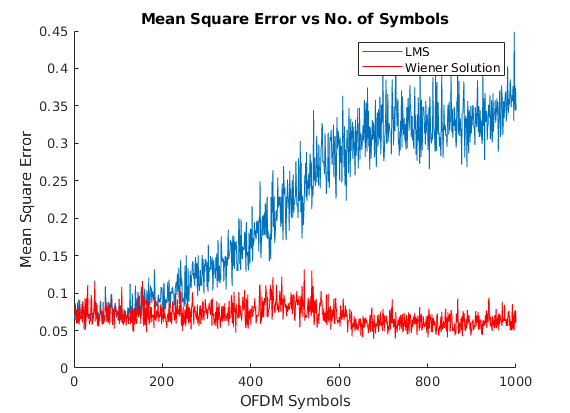 Mean Square Error vs No. of Symbols
0.45
0.4
0.35
0.3
0.25
0.2
0.15
0.1
0.05
0
Mean Square Error
LMS
Wiener Solution
0 200 400 600 800 1000
OFDM Symbols